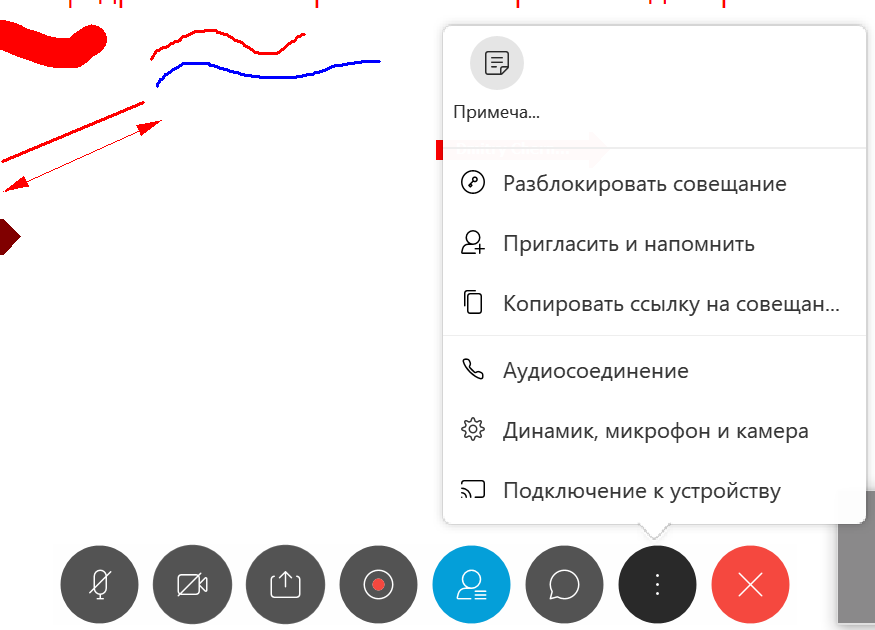 Примеча...
Разблокировать совещание
Пригласить и напомнить
Копировать ссылку на совещан...
Аудиосоединение
Динамик, микрофон и камера
Подключение к устройству